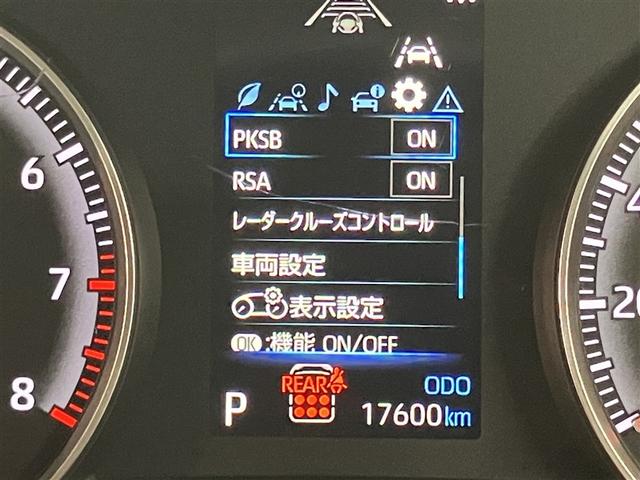 PKSB ON
RSA ON
レーダークルーズコントロール
車両設定
表示設定
OK:機能 ON/OFF
REAR
ODO
P 17600km
6
7
8